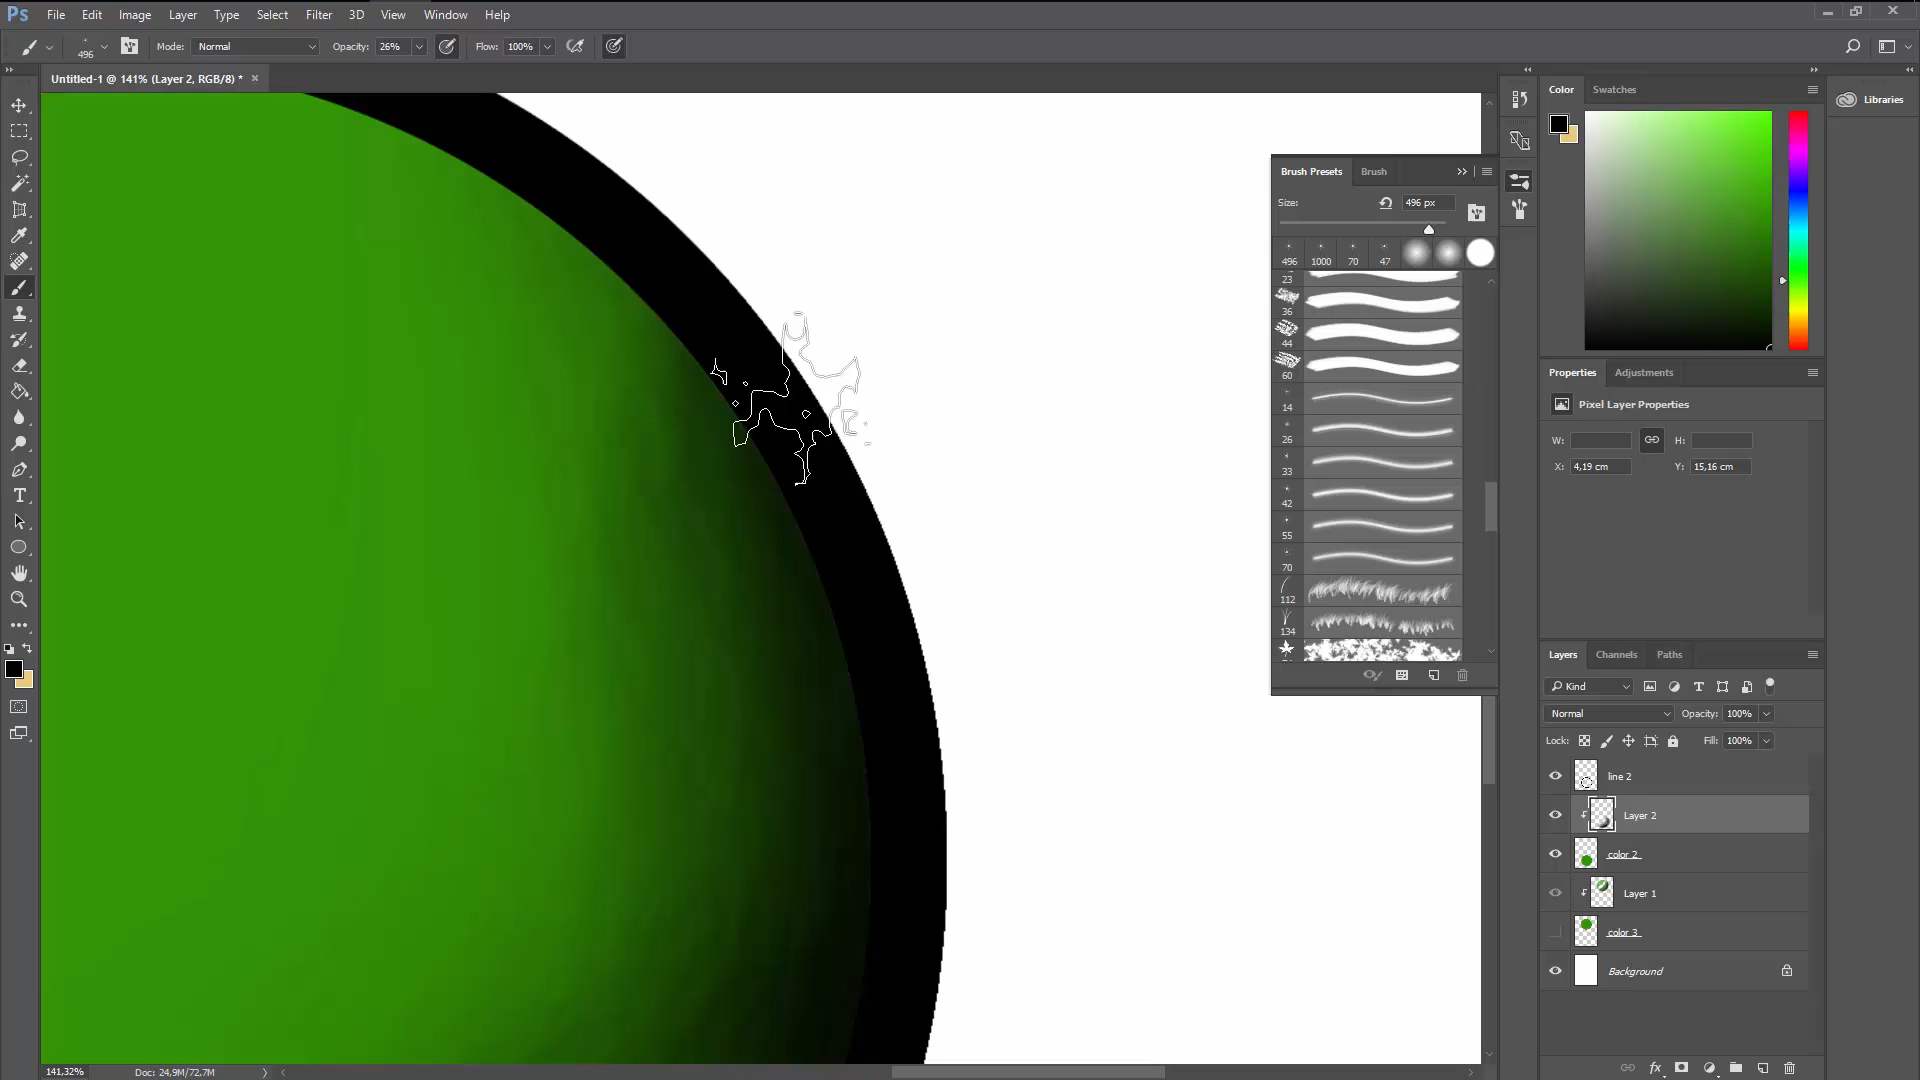 Ps File Edit Image Layer Type Select Filter 3D View Window Help
496 Mode: Normal Opacity: 26% Flow: 100%
Untitled-1 @ 141% (Layer 2, RGB/8) *
Brush Presets Brush
Size: 496 px
496 1000 70 47
23
36
44
60
14
26
33
42
55
70
112
134
Color Swatches
Libraries
Properties Adjustments
Pixel Layer Properties
W: H:
X: 4,19 cm Y: 15,16 cm
Layers Channels Paths
Kind
Normal Opacity: 100%
Lock: Fill: 100%
line 2
Layer 2
color 2
Layer 1
color 3
Background
fx
141,32% Doc: 24,9M/72,7M